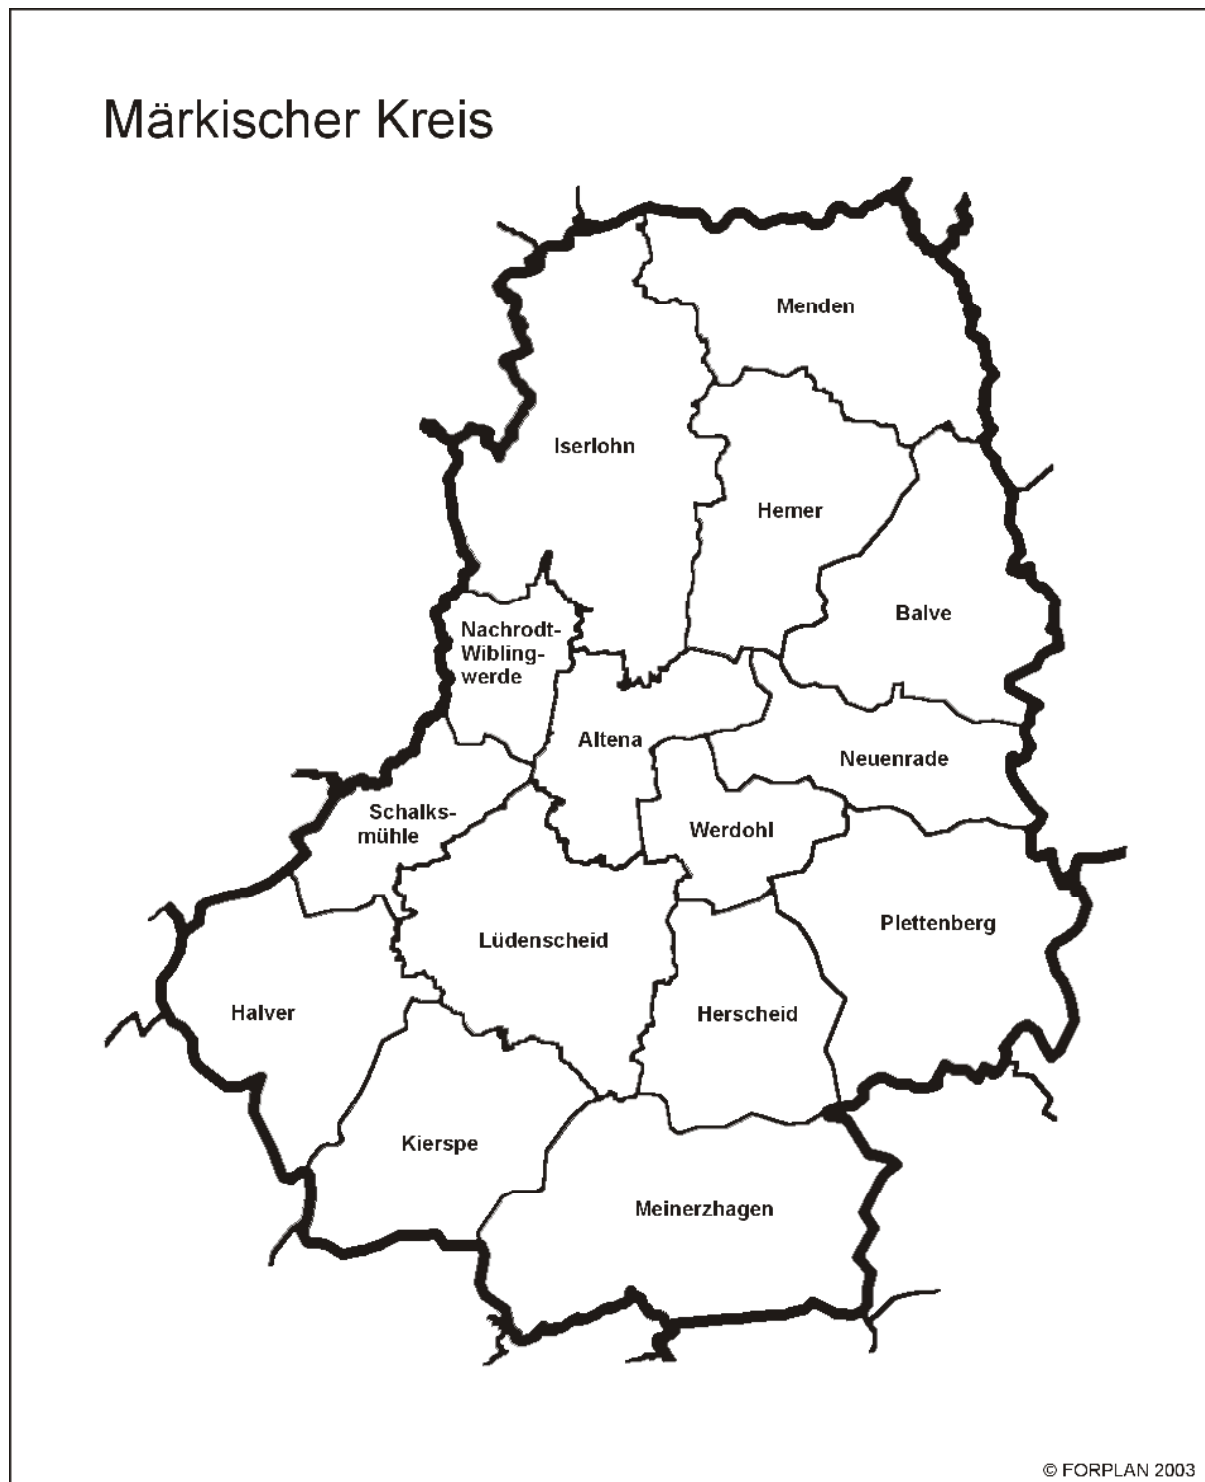 Märkischer Kreis
Menden
Iserlohn
Hemer
Balve
Nachrodt-
Wibling-
werde
Altena
Neuenrade
Schalks-
mühle
Werdohl
Plettenberg
Lüdenscheid
Halver
Herscheid
Kierspe
Meinerzhagen
© FORPLAN 2003